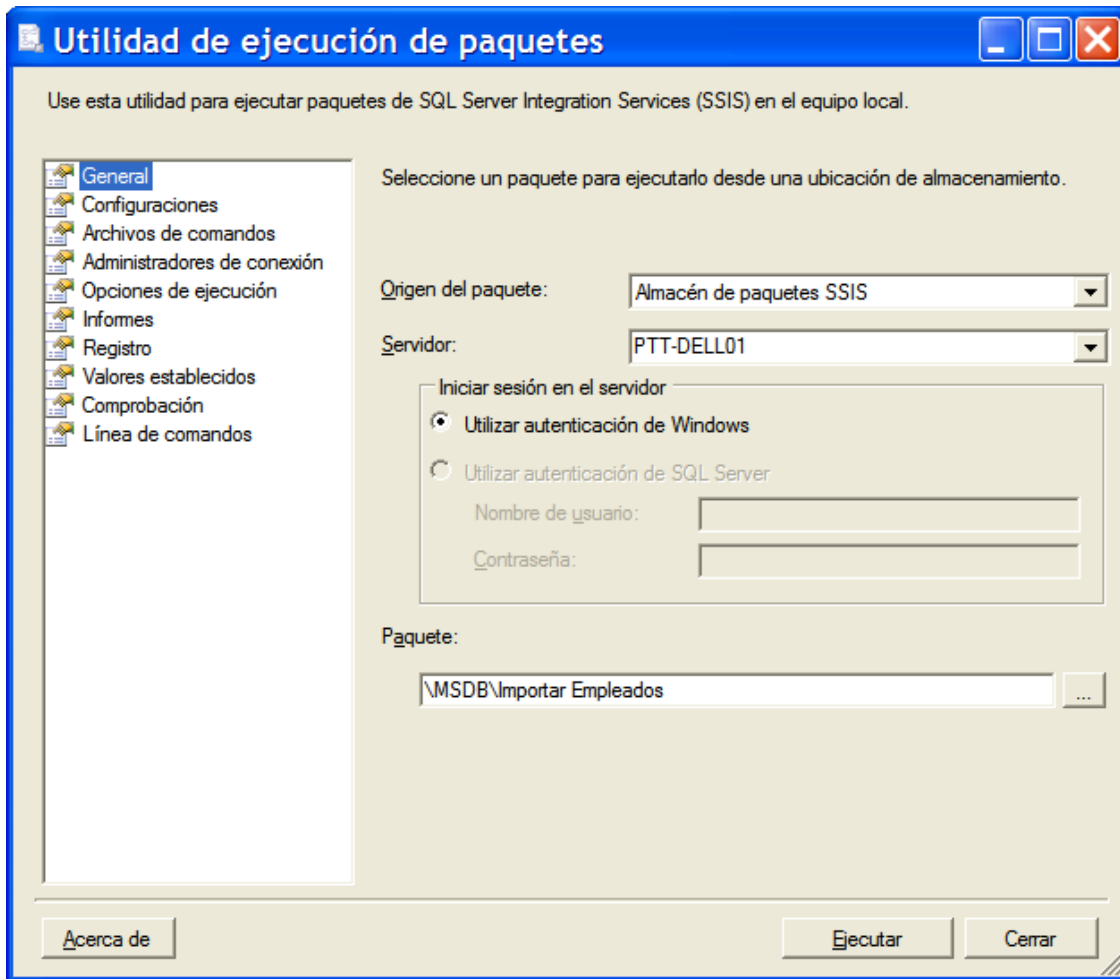 Utilidad de ejecución de paquetes
Use esta utilidad para ejecutar paquetes de SQL Server Integration Services (SSIS) en el equipo local.
General
Configuraciones
Archivos de comandos
Administradores de conexión
Opciones de ejecución
Informes
Registro
Valores establecidos
Comprobación
Línea de comandos
Seleccione un paquete para ejecutarlo desde una ubicación de almacenamiento.
Origen del paquete: Almacén de paquetes SSIS
Servidor: PTT-DELL01
Iniciar sesión en el servidor
Utilizar autenticación de Windows
Utilizar autenticación de SQL Server
Nombre de usuario:
Contraseña:
Paquete:
\MSDB\Importar Empleados ...
Acerca de Ejecutar Cerrar